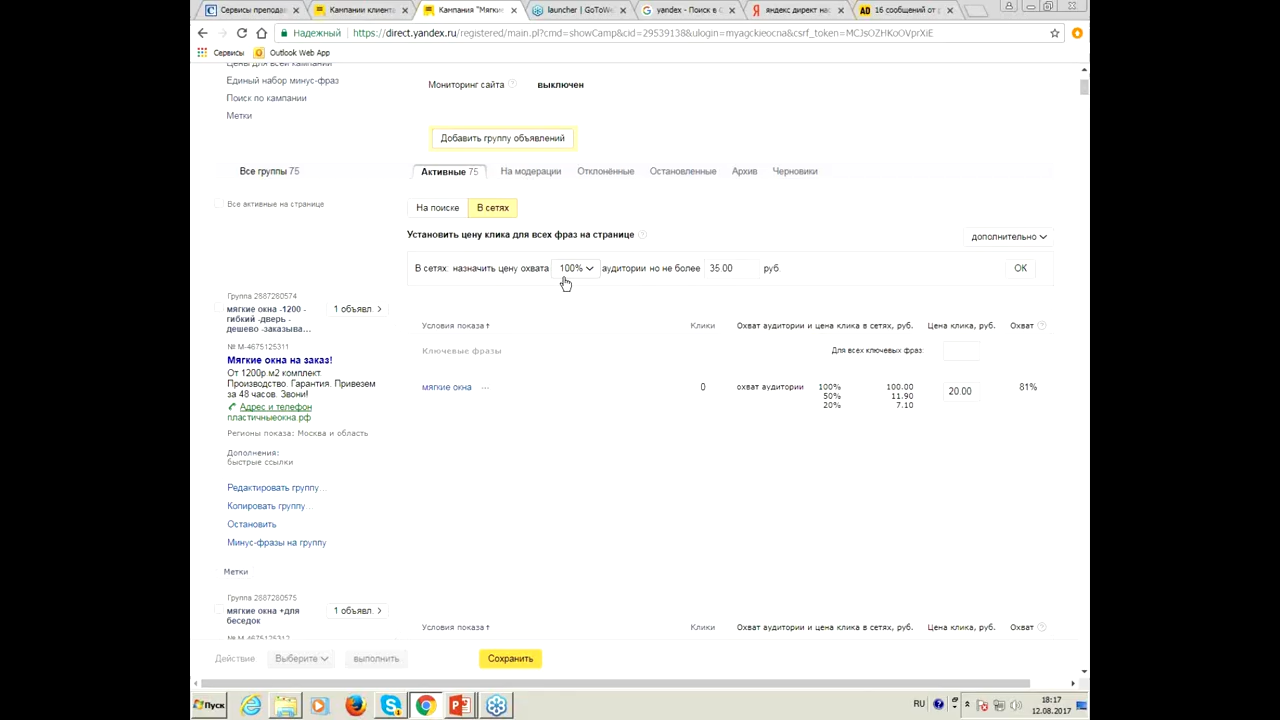 Сервисы препода
Кампании клиента
Кампания "Мягки
launcher | GoToWe
yandex - Поиск в G
яндекс директ нас
16 сообщений от
Надежный
https://direct.yandex.ru/registered/main.pl?cmd=showCamp&cid=29539138&ulogin=myagckieocna&csrf_token=MCJsOZHKoOVprXiE
Сервисы
Outlook Web App
Цены для всей кампании
Единый набор минус-фраз
Поиск по кампании
Метки
Мониторинг сайта
выключен
Добавить группу объявлений
Все группы 75
Активные 75
На модерации
Отклонённые
Остановленные
Архив
Черновики
Все активные на странице
На поиске
В сетях
Установить цену клика для всех фраз на странице
дополнительно
В сетях: назначить цену охвата 100% аудитории но не более 35.00 руб.
OK
Группа 2887280574
мягкие окна -1200 -
гибкий -дверь -
дешево -заказыва...
1 объявл.
№ M-4675125311
Мягкие окна на заказ!
От 1200р.м2 комплект.
Производство. Гарантия. Привезем
за 48 часов. Звони!
Адрес и телефон
пластичныеокна.рф
Регионы показа: Москва и область
Дополнения:
быстрые ссылки
Редактировать группу...
Копировать группу...
Остановить
Минус-фразы на группу
Метки
Условия показа↑
Клики
Охват аудитории и цена клика в сетях, руб.
Цена клика, руб.
Охват
Ключевые фразы
Для всех ключевых фраз:
мягкие окна ...
0
охват аудитории
100% 100.00
50% 11.90
20% 7.10
20.00
81%
Группа 2887280575
мягкие окна +для
беседок
1 объявл.
№ M-4675125312
Условия показа↑
Клики
Охват аудитории и цена клика в сетях, руб.
Цена клика, руб.
Охват
Действие
Выберите
выполнить
Сохранить
Пуск
RU
18:17
12.08.2017